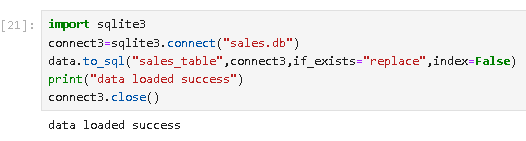 [21]: import sqlite3
connect3=sqlite3.connect("sales.db")
data.to_sql("sales_table",connect3,if_exists="replace",index=False)
print("data loaded success")
connect3.close()
data loaded success